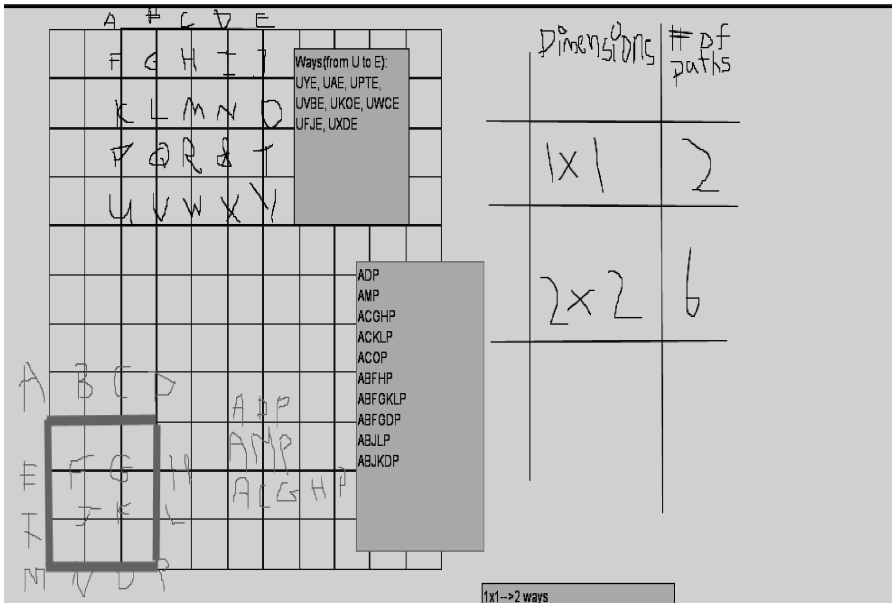 A B C D E
F G H I J
K L M N O
P Q R S T
U V W X Y
Ways(from U to E):
UYE, UAE, UPTE,
UVBE, UKOE, UWCE
UFJE, UXDE
Dimensions
# of
paths
1x1 2
2x2 6
ADP
AMP
ACGHP
ACKLP
ACOP
ABFHP
ABFGKLP
ABFGDP
ABJLP
ABJKDP
A B C D
E F G H
I J K L
M N O P
ADP
AMP
ACGHP
1x1-->2 ways